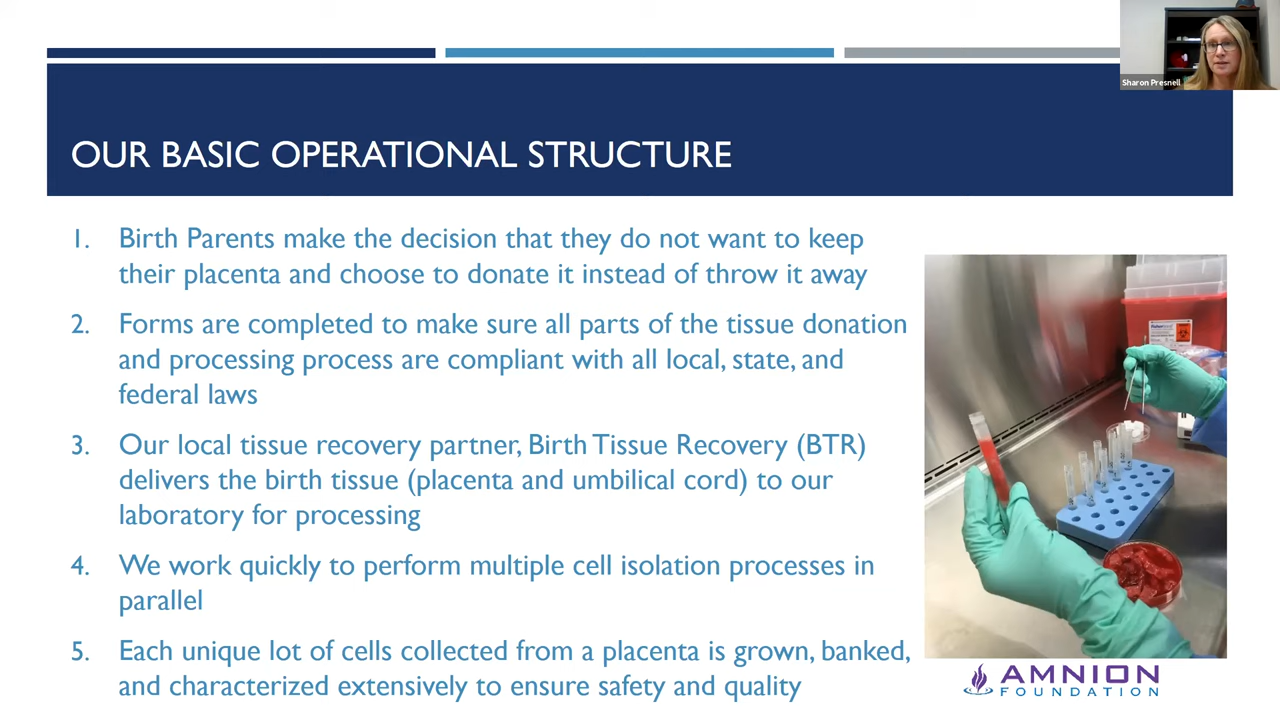 Sharon Presnell
OUR BASIC OPERATIONAL STRUCTURE
1. Birth Parents make the decision that they do not want to keep
their placenta and choose to donate it instead of throw it away
2. Forms are completed to make sure all parts of the tissue donation
and processing process are compliant with all local, state, and
federal laws
3. Our local tissue recovery partner, Birth Tissue Recovery (BTR)
delivers the birth tissue (placenta and umbilical cord) to our
laboratory for processing
4. We work quickly to perform multiple cell isolation processes in
parallel
5. Each unique lot of cells collected from a placenta is grown, banked,
and characterized extensively to ensure safety and quality
AMNION
FOUNDATION